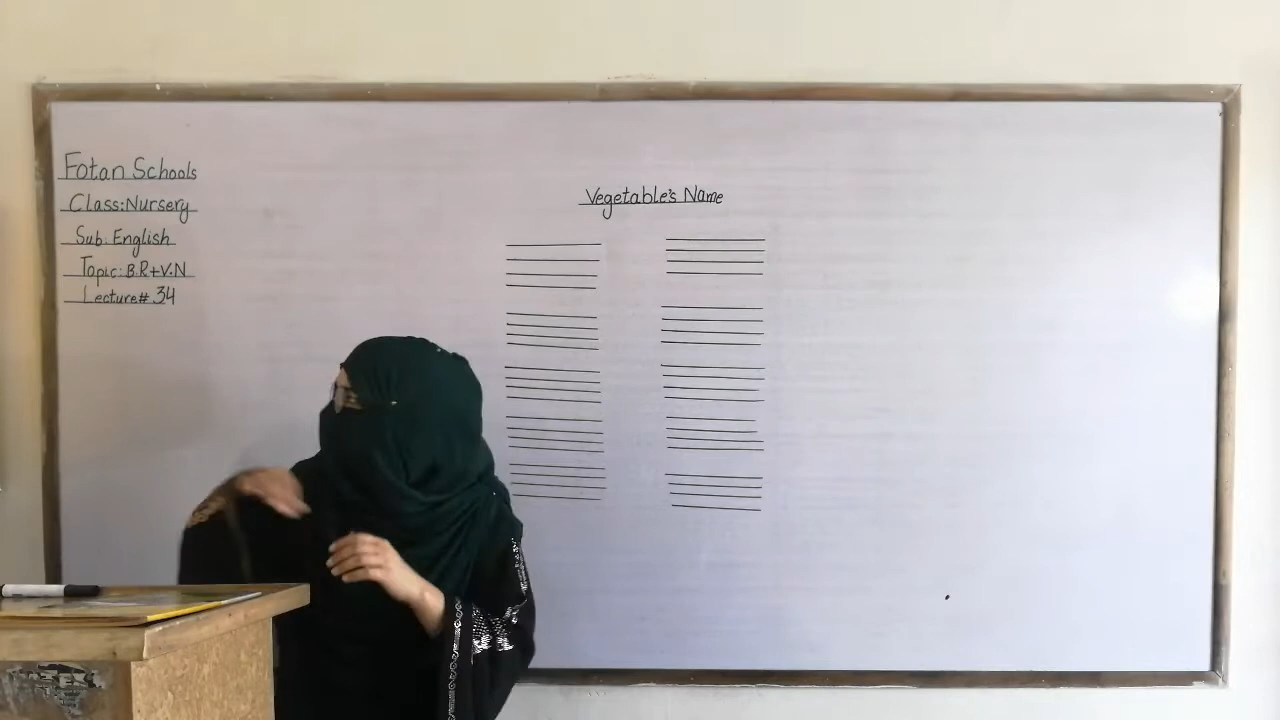 Fotan Schools
Class:Nursery
Sub: English
Topic: B.R+V.N
Lecture# 34
Vegetable's Name